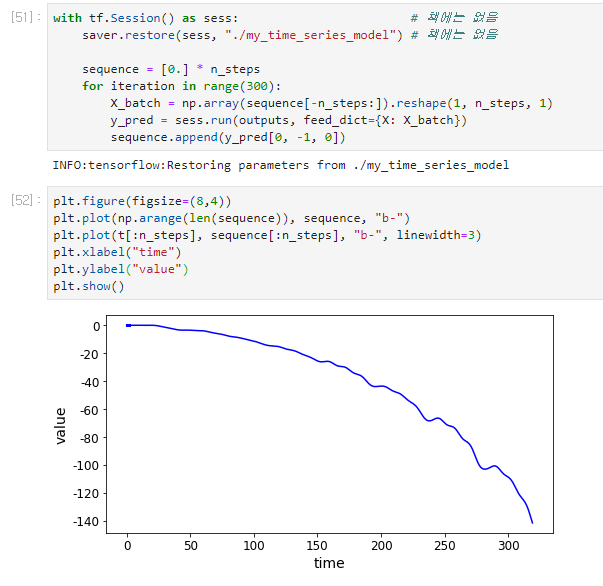 [51]: with tf.Session() as sess:                        # 책에는 없음
    saver.restore(sess, "./my_time_series_model") # 책에는 없음
    sequence = [0.] * n_steps
    for iteration in range(300):
        X_batch = np.array(sequence[-n_steps:]).reshape(1, n_steps, 1)
        y_pred = sess.run(outputs, feed_dict={X: X_batch})
        sequence.append(y_pred[0, -1, 0])
INFO:tensorflow:Restoring parameters from ./my_time_series_model
[52]: plt.figure(figsize=(8,4))
plt.plot(np.arange(len(sequence)), sequence, "b-")
plt.plot(t[:n_steps], sequence[:n_steps], "b-", linewidth=3)
plt.xlabel("time")
plt.ylabel("value")
plt.show()
0
-20
-40
-60
-80
-100
-120
-140
value
0 50 100 150 200 250 300
time